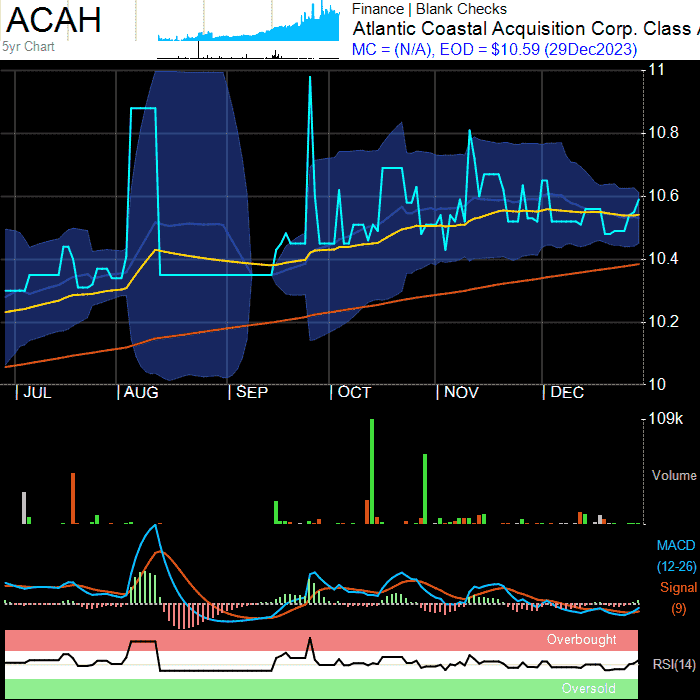 ACAH
5yr Chart
Finance | Blank Checks
Atlantic Coastal Acquisition Corp. Class A
MC = (N/A), EOD = $10.59 (29Dec2023)
11
10.8
10.6
10.4
10.2
10
JUL AUG SEP OCT NOV DEC
109k
Volume
MACD
(12-26)
Signal
(9)
Overbought
RSI(14)
Oversold